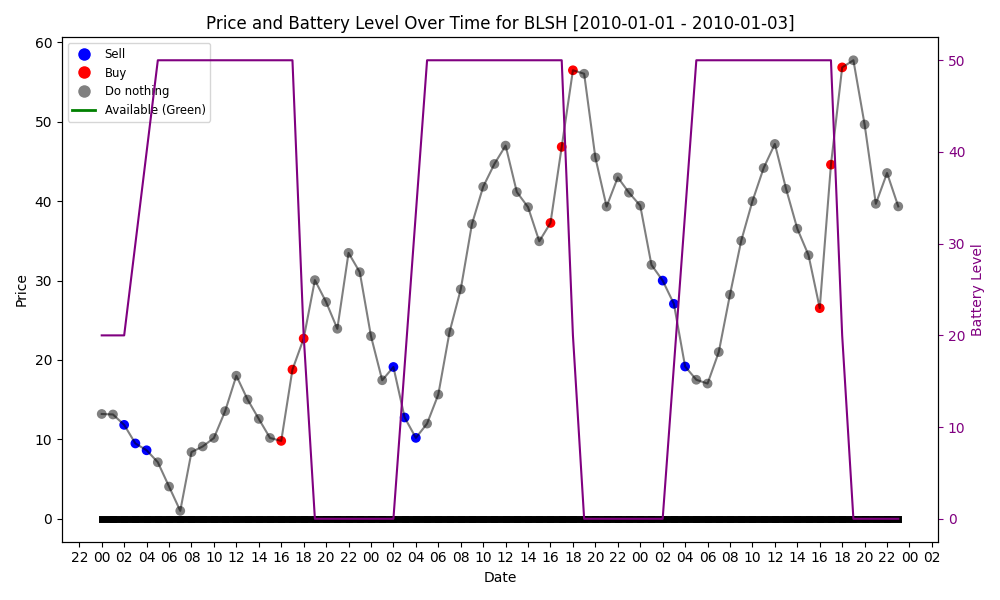 Price and Battery Level Over Time for BLSH [2010-01-01 - 2010-01-03]
Sell
Buy
Do nothing
Available (Green)
60
50
40
30
20
10
0
Price
50
40
30
20
10
0
Battery Level
22 00 02 04 06 08 10 12 14 16 18 20 22 00 02 04 06 08 10 12 14 16 18 20 22 00 02 04 06 08 10 12 14 16 18 20 22 00 02
Date